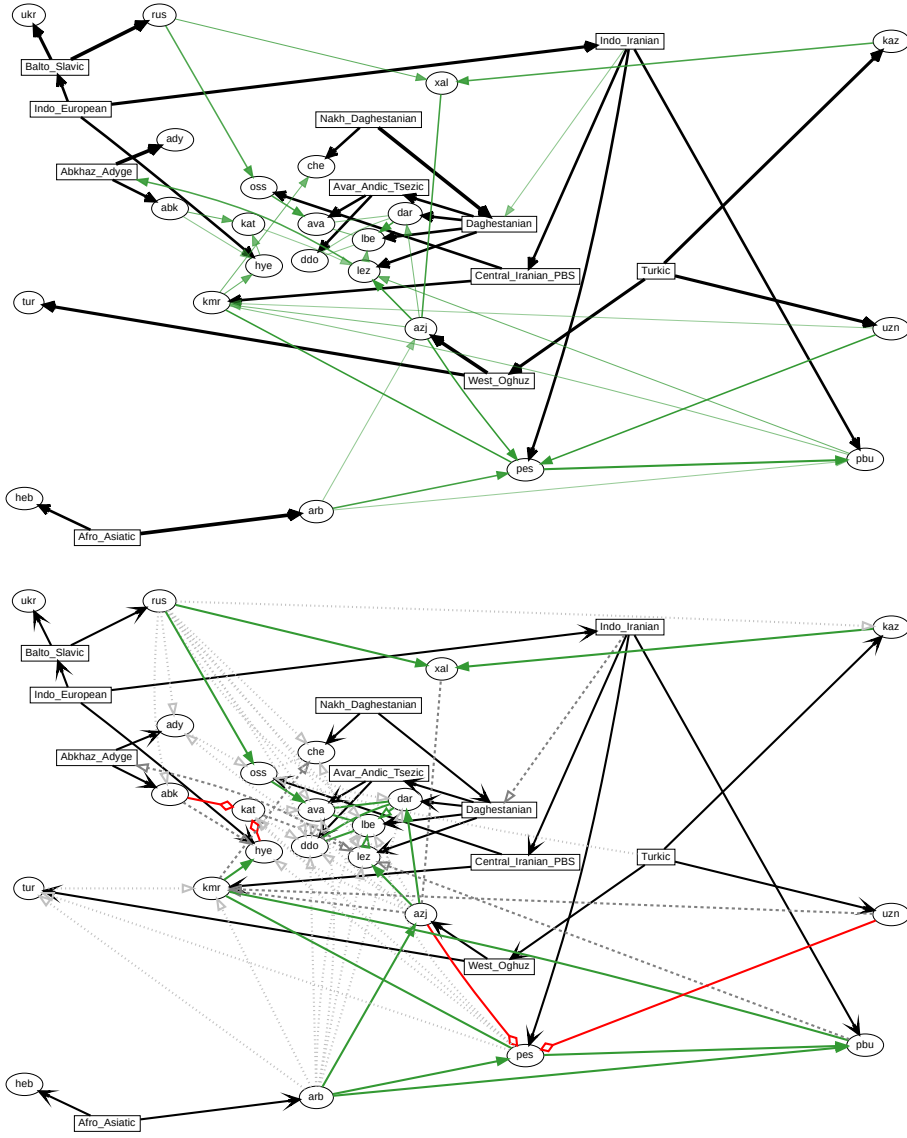 ukr
rus
Indo_Iranian
kaz
Balto_Slavic
xal
Indo_European
Nakh_Daghestanian
ady
che
Abkhaz_Adyge
oss
Avar_Andic_Tsezic
abk
dar
kat
ava
Daghestanian
lbe
ddo
hye
lez
Central_Iranian_PBS
Turkic
tur
kmr
azj
uzn
West_Oghuz
pes
pbu
heb
arb
Afro_Asiatic
ukr
rus
Indo_Iranian
kaz
Balto_Slavic
xal
Indo_European
Nakh_Daghestanian
ady
che
Abkhaz_Adyge
oss
Avar_Andic_Tsezic
abk
dar
kat
ava
Daghestanian
lbe
ddo
hye
lez
Central_Iranian_PBS
Turkic
tur
kmr
azj
uzn
West_Oghuz
pes
pbu
heb
arb
Afro_Asiatic